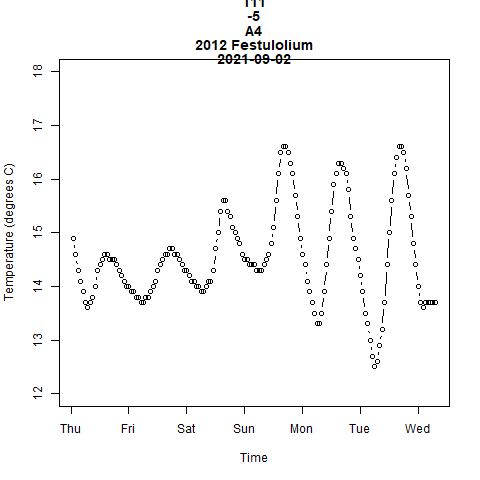 T11
-5
A4
2012 Festulolium
2021-09-02
18
17
16
15
14
13
12
Temperature (degrees C)
Thu Fri Sat Sun Mon Tue Wed
Time